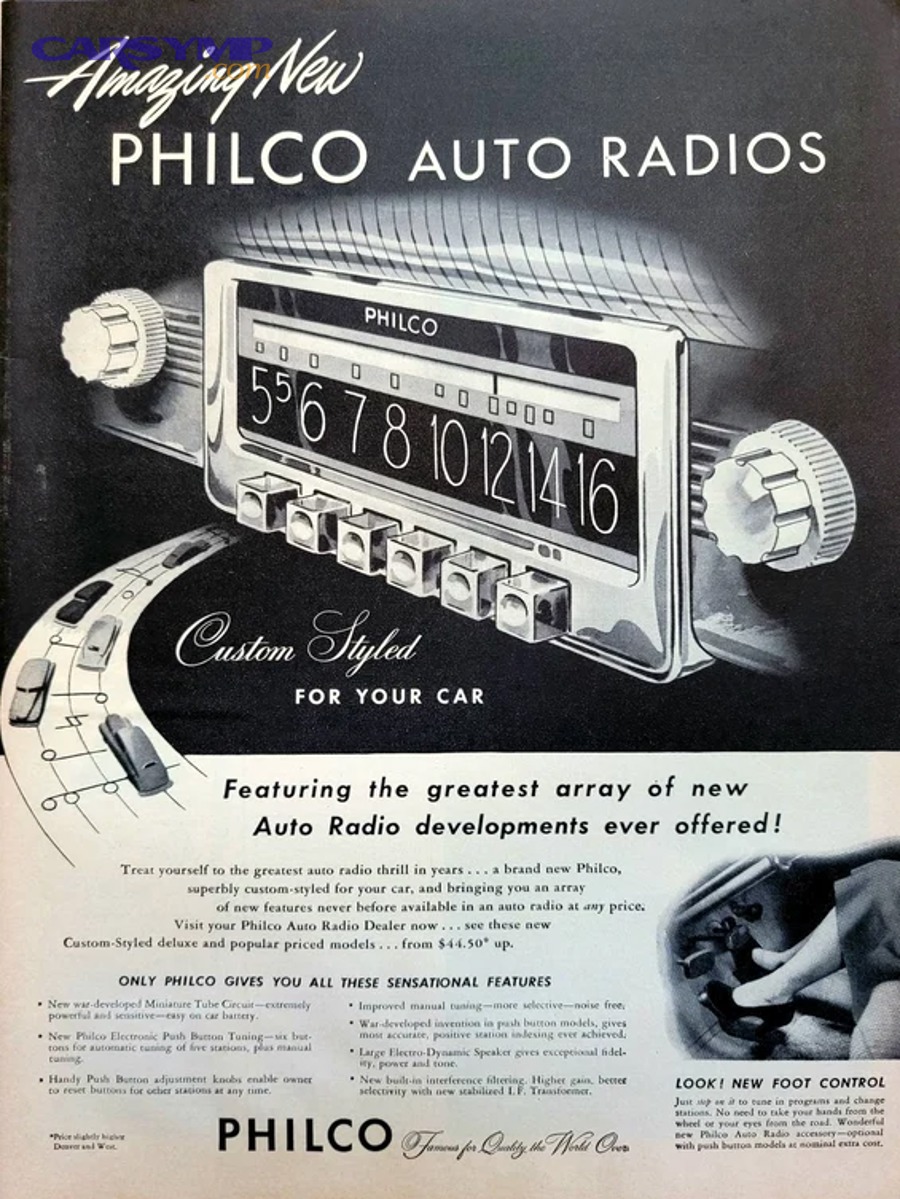 CARSYMP
.com
Amazing New
PHILCO AUTO RADIOS
PHILCO
55 6 7 8 10 12 14 16
Custom Styled
FOR YOUR CAR
Featuring the greatest array of new
Auto Radio developments ever offered!
Treat yourself to the greatest auto radio thrill in years . . . a brand new Philco,
superbly custom-styled for your car, and bringing you an array
of new features never before available in an auto radio at any price.
Visit your Philco Auto Radio Dealer now . . . see these new
Custom-Styled deluxe and popular priced models . . . from $44.50* up.
ONLY PHILCO GIVES YOU ALL THESE SENSATIONAL FEATURES
• New war-developed Miniature Tube Circuit—extremely
powerful and sensitive—easy on car battery.
• New Philco Electronic Push Button Tuning—six but-
tons for automatic tuning of five stations, plus manual
tuning.
• Handy Push Button adjustment knobs enable owner
to reset buttons for other stations at any time.
• Improved manual tuning—more selective—noise free.
• War-developed invention in push button models, gives
most accurate, positive station indexing ever achieved.
• Large Electro-Dynamic Speaker gives exceptional fidel-
ity, power and tone.
• New built-in interference filtering. Higher gain, better
selectivity with new stabilized I.F. Transformer.
LOOK! NEW FOOT CONTROL
Just step on it to tune in programs and change
stations. No need to take your hands from the
wheel or your eyes from the road. Wonderful
new Philco Auto Radio accessory—optional
with push button models at nominal extra cost.
*Price slightly higher
Denver and West.
PHILCO Famous for Quality the World Over